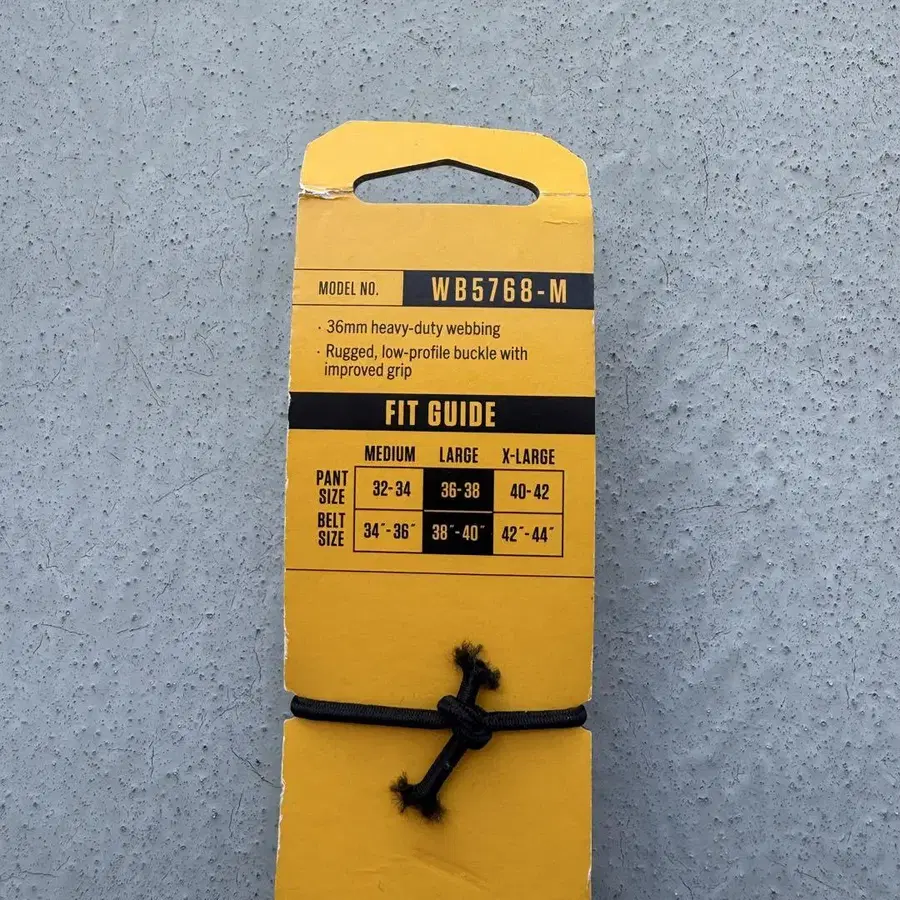 MODEL NO. WB5768-M
· 36mm heavy-duty webbing
· Rugged, low-profile buckle with
improved grip
FIT GUIDE
MEDIUM LARGE X-LARGE
PANT SIZE 32-34 36-38 40-42
BELT SIZE 34"-36" 38"-40" 42"-44"